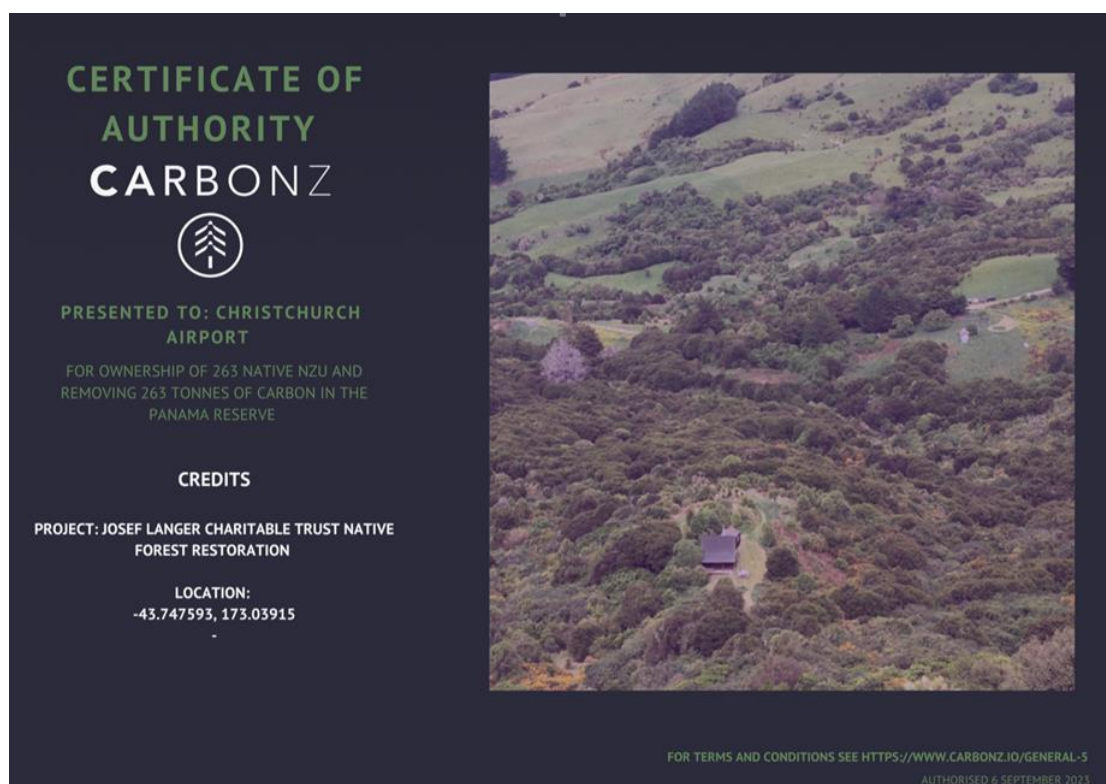 CERTIFICATE OF
AUTHORITY
CARBONZ
PRESENTED TO: CHRISTCHURCH
AIRPORT
FOR OWNERSHIP OF 263 NATIVE NZU AND
REMOVING 263 TONNES OF CARBON IN THE
PANAMA RESERVE
CREDITS
PROJECT: JOSEF LANGER CHARITABLE TRUST NATIVE
FOREST RESTORATION
LOCATION:
-43.747593, 173.03915
-
FOR TERMS AND CONDITIONS SEE HTTPS://WWW.CARBONZ.IO/GENERAL-5
AUTHORISED 6 SEPTEMBER 2023